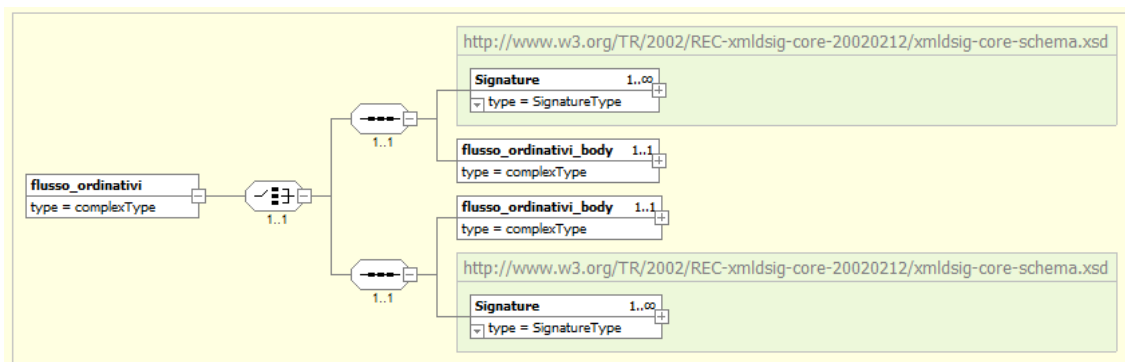 http://www.w3.org/TR/2002/REC-xmldsig-core-20020212/xmldsig-core-schema.xsd
Signature 1..∞
type = SignatureType
1..1
flusso_ordinativi_body 1..1
type = complexType
flusso_ordinativi
type = complexType
1..1
flusso_ordinativi_body 1..1
type = complexType
http://www.w3.org/TR/2002/REC-xmldsig-core-20020212/xmldsig-core-schema.xsd
1..1
Signature 1..∞
type = SignatureType